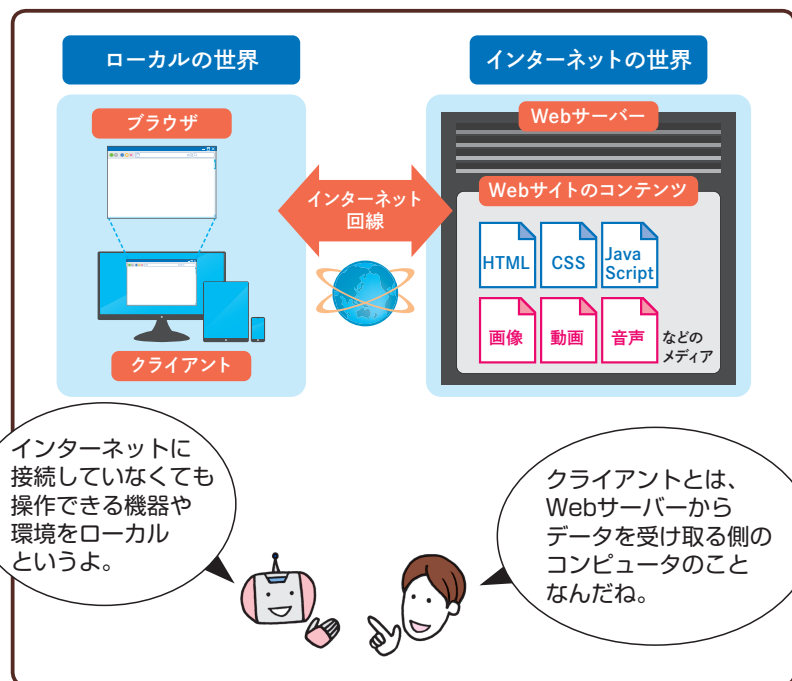 ローカルの世界
インターネットの世界
ブラウザ
クライアント
インターネット
回線
Webサーバー
Webサイトのコンテンツ
HTML
CSS
Java
Script
画像
動画
音声
などの
メディア
インターネットに
接続していなくても
操作できる機器や
環境をローカル
というよ。
クライアントとは、
Webサーバーから
データを受け取る側の
コンピュータのこと
なんだね。